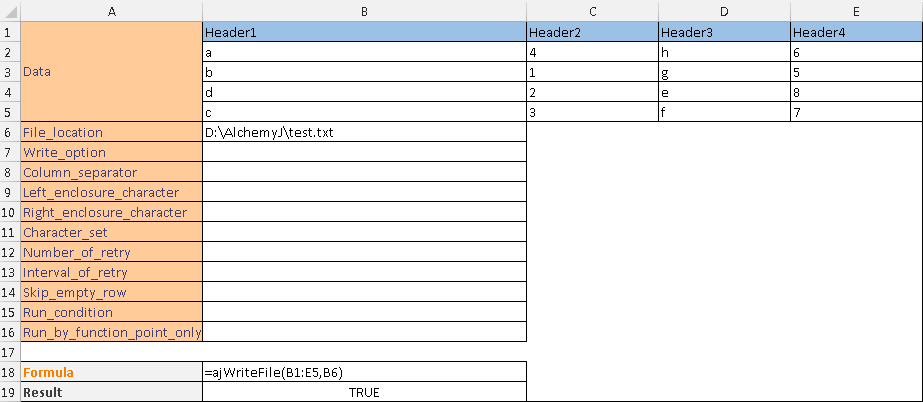 A B C D E
1 Header1 Header2 Header3 Header4
2 a 4 h 6
3 Data b 1 g 5
4 d 2 e 8
5 c 3 f 7
6 File_location D:\AlchemyJ\test.txt
7 Write_option
8 Column_separator
9 Left_enclosure_character
10 Right_enclosure_character
11 Character_set
12 Number_of_retry
13 Interval_of_retry
14 Skip_empty_row
15 Run_condition
16 Run_by_function_point_only
17
18 Formula =ajWriteFile(B1:E5,B6)
19 Result TRUE